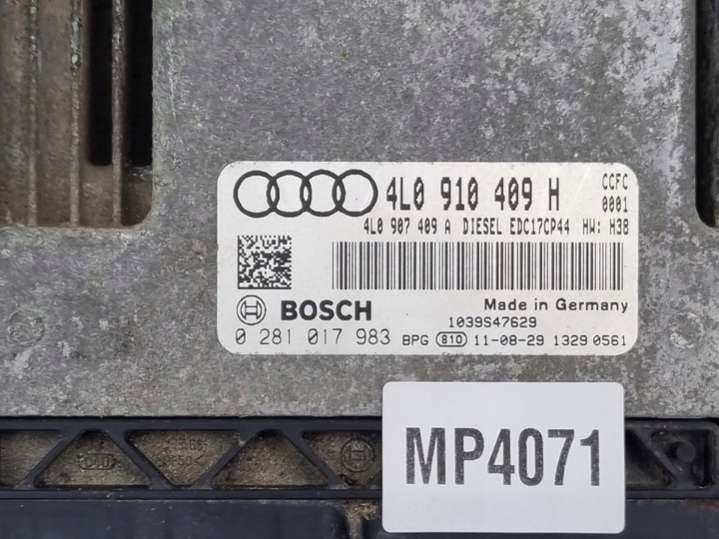 4L0 910 409 H
CCFC
0001
4L0 907 409 A DIESEL EDC17CP44 HW: H38
BOSCH
Made in Germany
1039S47629
0 281 017 983 BPG 810 11-08-29 1329 0561
MP4071